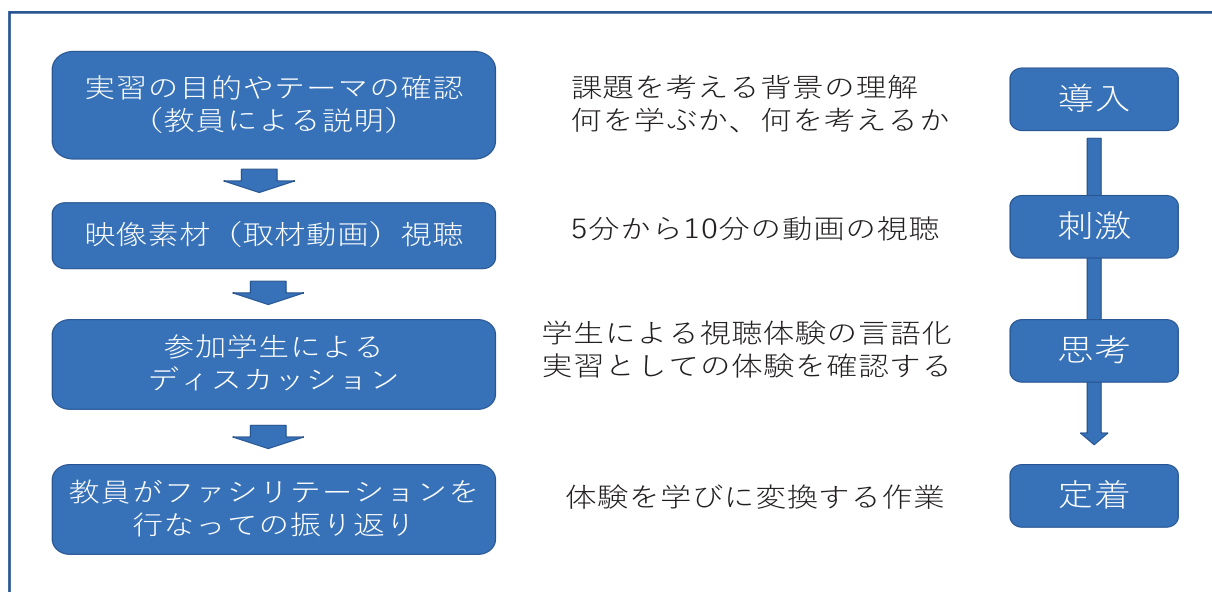 実習の目的やテーマの確認
（教員による説明）
課題を考える背景の理解
何を学ぶか、何を考えるか
導入
映像素材（取材動画）視聴
5分から10分の動画の視聴
刺激
参加学生による
ディスカッション
学生による視聴体験の言語化
実習としての体験を確認する
思考
教員がファシリテーションを
行なっての振り返り
体験を学びに変換する作業
定着